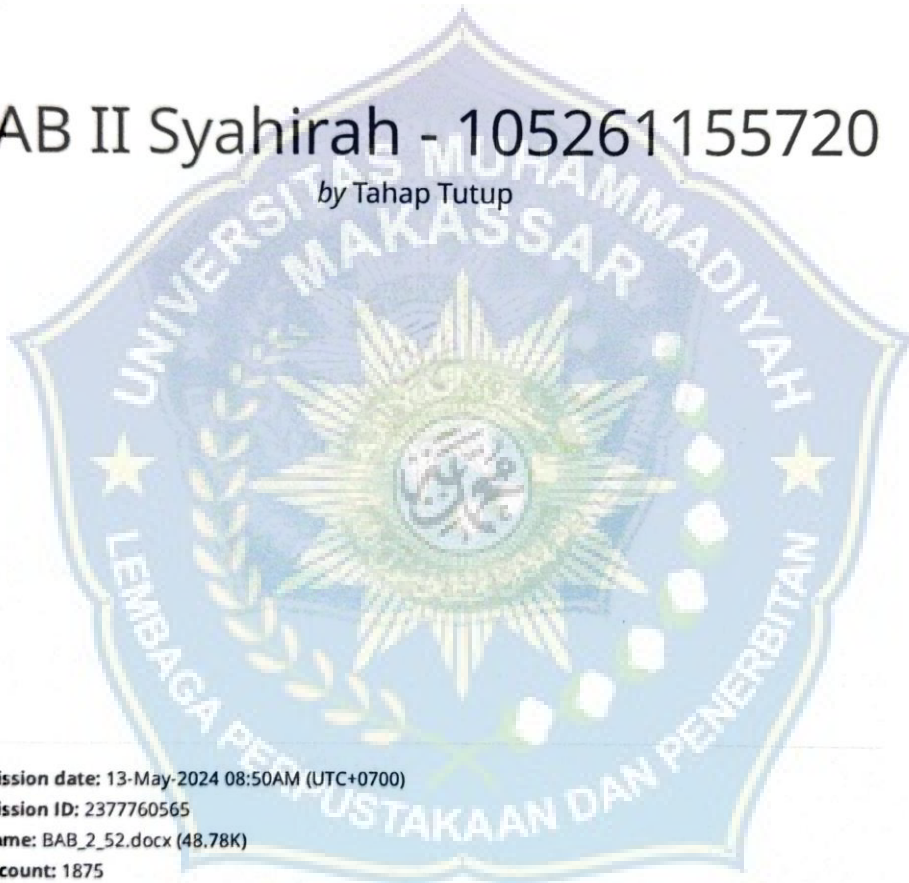 AB II Syahirah - 105261155720
by Tahap Tutup
UNIVERSITAS MUHAMMADIYAH
MAKASSAR
LEMBAGA PERPUSTAKAAN DAN PENERBITAN
ission date: 13-May-2024 08:50AM (UTC+0700)
ission ID: 2377760565
ame: BAB_2_52.docx (48.78K)
count: 1875